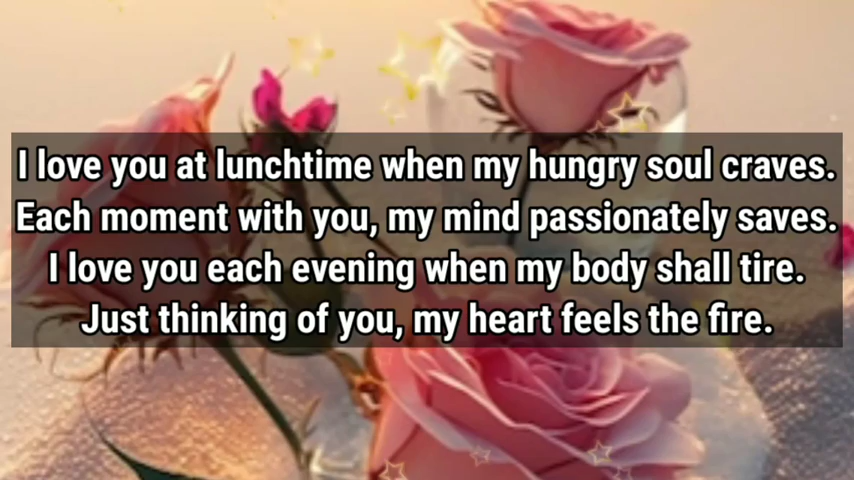 I love you at lunchtime when my hungry soul craves.
Each moment with you, my mind passionately saves.
I love you each evening when my body shall tire.
Just thinking of you, my heart feels the fire.